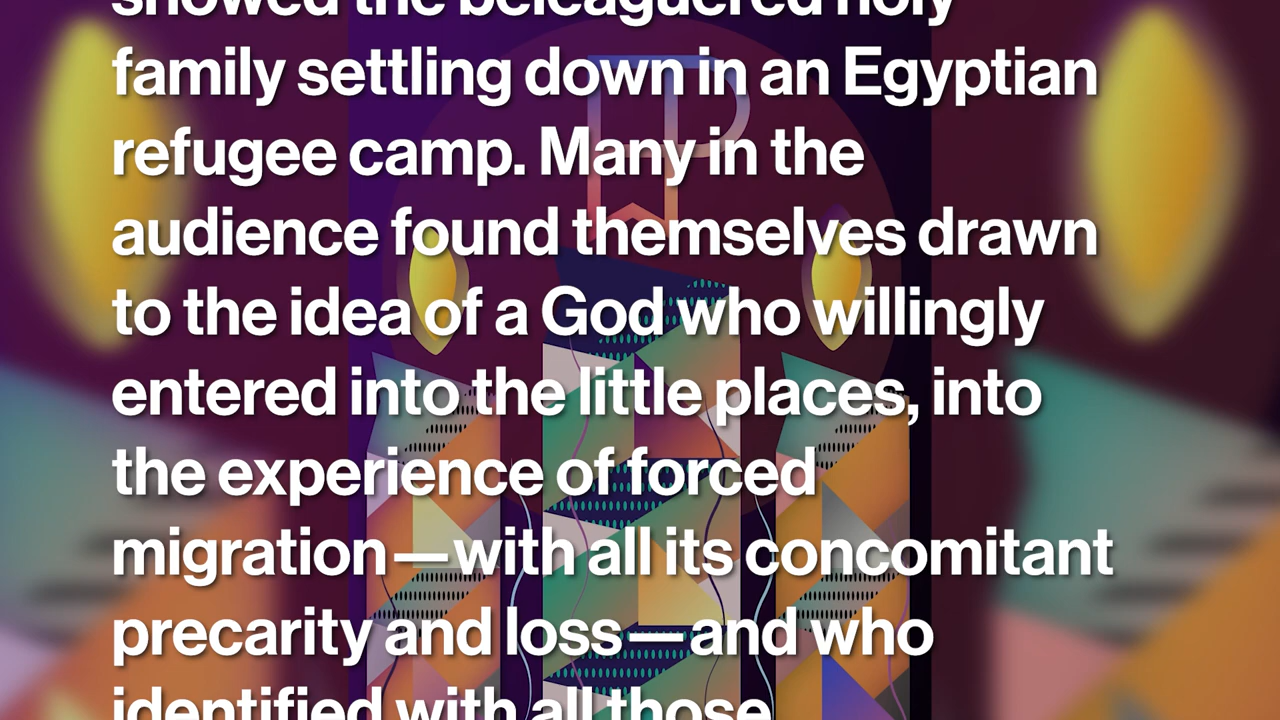 showed the beleaguered holy
family settling down in an Egyptian
refugee camp. Many in the
audience found themselves drawn
to the idea of a God who willingly
entered into the little places, into
the experience of forced
migration—with all its concomitant
precarity and loss—and who
identified with all those